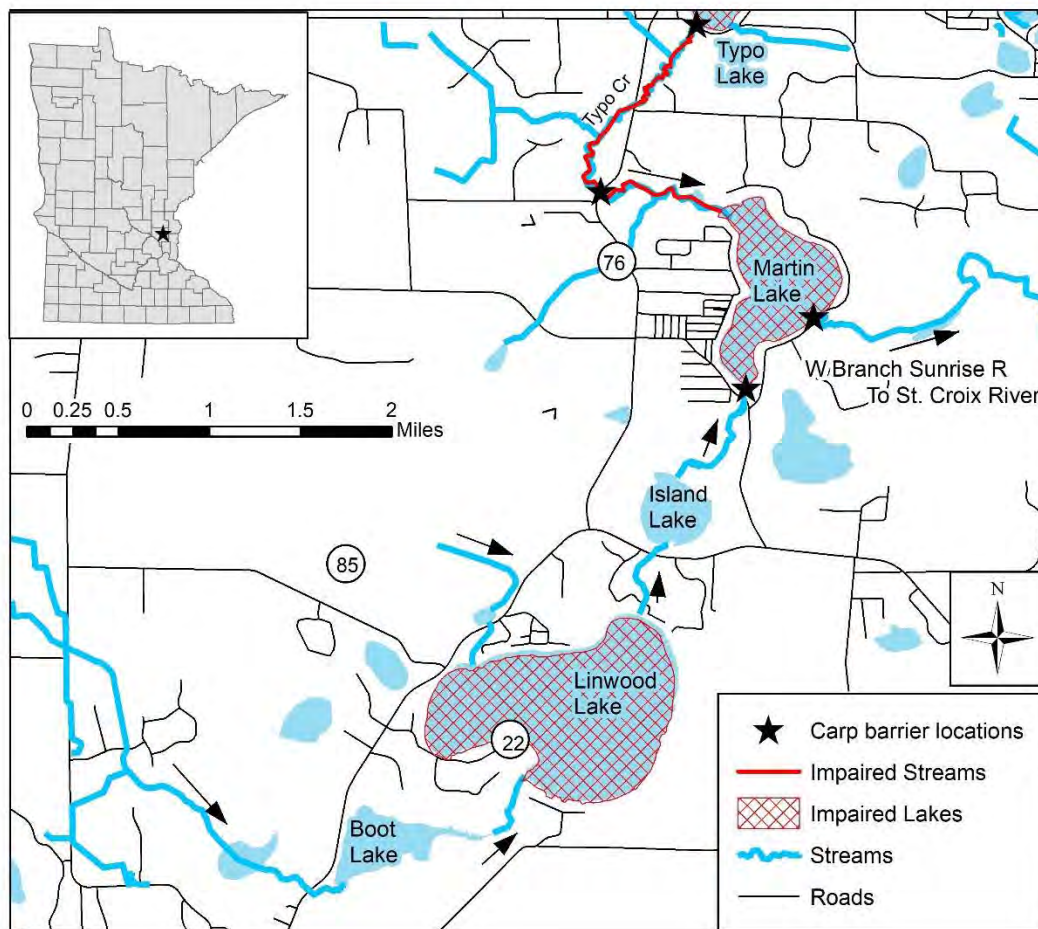 Typo
Lake
Typo Cr
76
Martin
Lake
W Branch Sunrise R
To St. Croix River
0 0.25 0.5 1 1.5 2
Miles
Island
Lake
85
N
Linwood
Lake
22
Boot
Lake
Carp barrier locations
Impaired Streams
Impaired Lakes
Streams
Roads